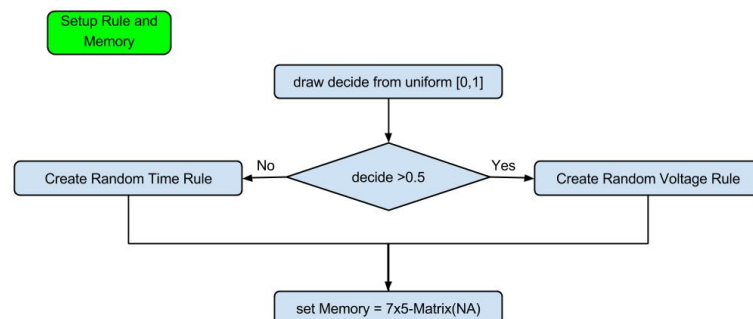 Setup Rule and
Memory
draw decide from uniform [0,1]
No
Yes
Create Random Time Rule
decide >0.5
Create Random Voltage Rule
set Memory = 7x5-Matrix(NA)